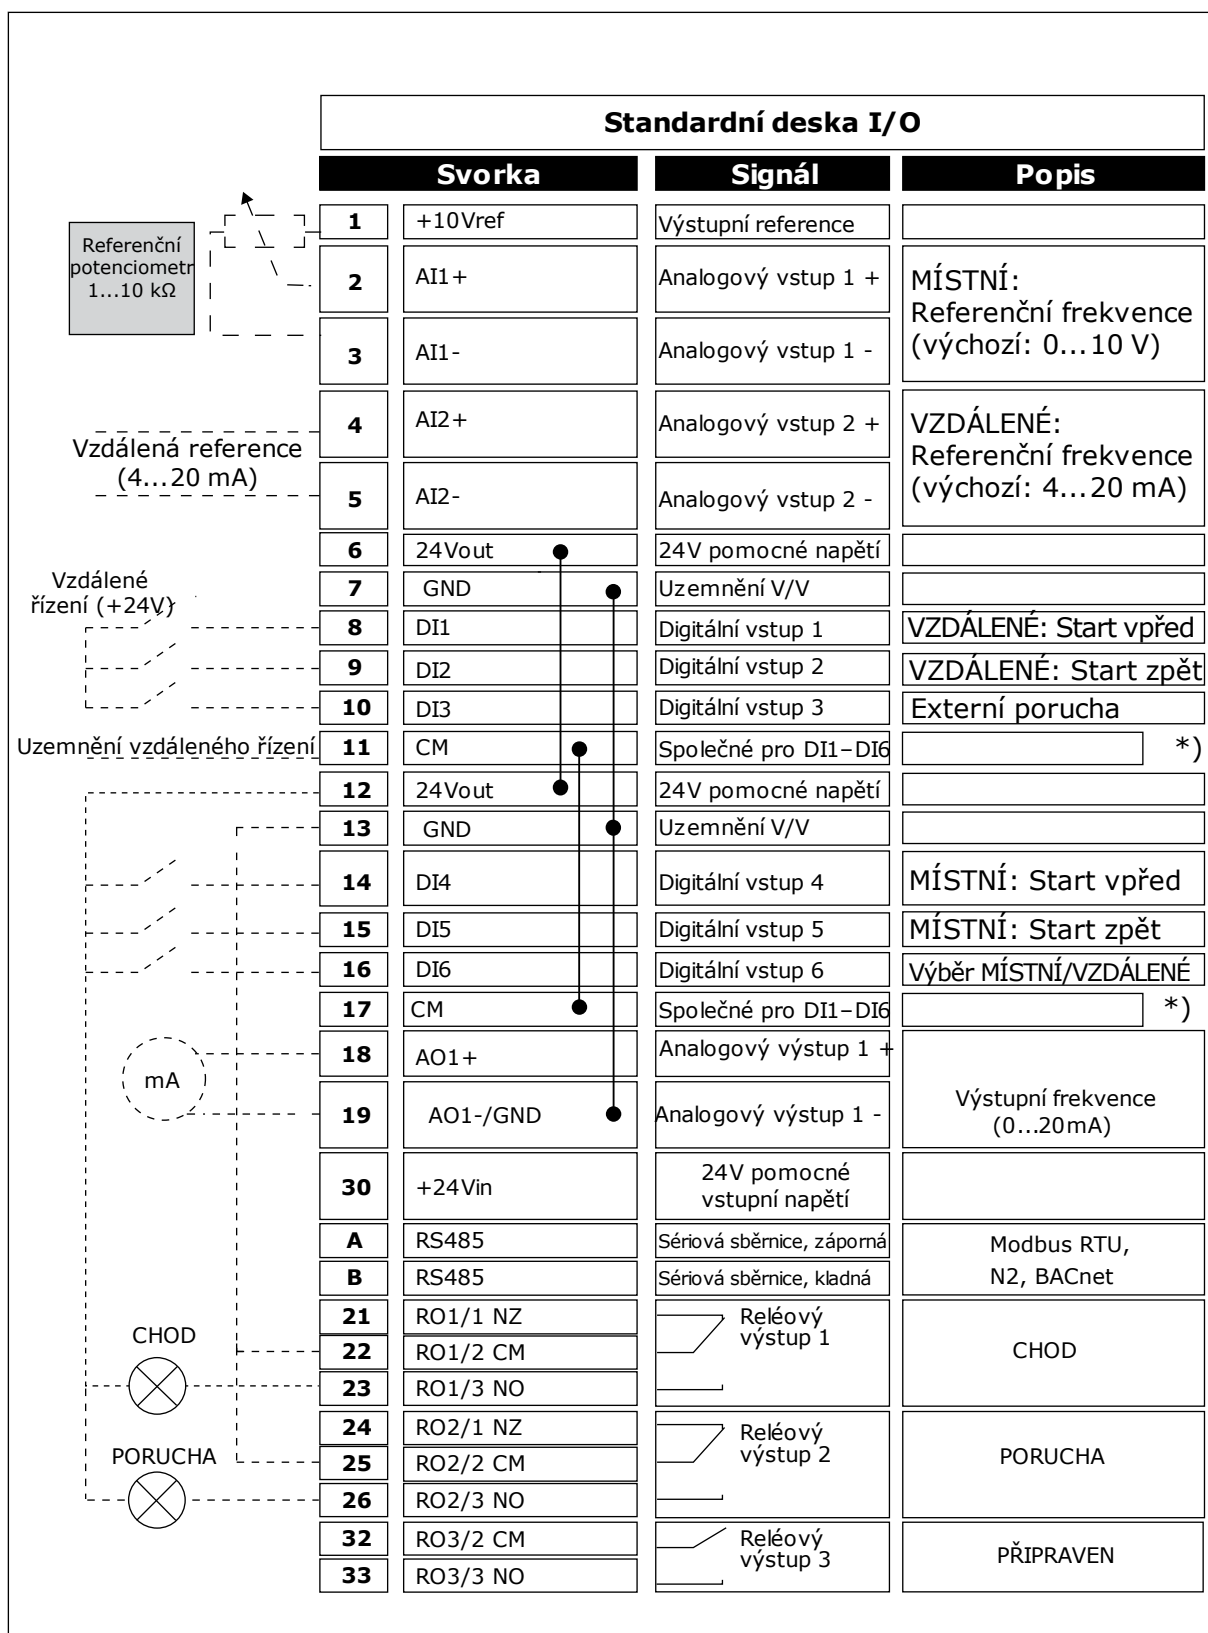 Standardní deska I/O
Svorka Signál Popis
Referenční
potenciometr
1...10 kΩ
1 +10Vref Výstupní reference
2 AI1+ Analogový vstup 1 +
3 AI1- Analogový vstup 1 -
MÍSTNÍ:
Referenční frekvence
(výchozí: 0...10 V)
Vzdálená reference
(4...20 mA)
4 AI2+ Analogový vstup 2 +
5 AI2- Analogový vstup 2 -
VZDÁLENÉ:
Referenční frekvence
(výchozí: 4...20 mA)
6 24Vout 24V pomocné napětí
7 GND Uzemnění V/V
Vzdálené
řízení (+24V)
8 DI1 Digitální vstup 1 VZDÁLENÉ: Start vpřed
9 DI2 Digitální vstup 2 VZDÁLENÉ: Start zpět
10 DI3 Digitální vstup 3 Externí porucha
Uzemnění vzdáleného řízení 11 CM Společné pro DI1–DI6 *)
12 24Vout 24V pomocné napětí
13 GND Uzemnění V/V
14 DI4 Digitální vstup 4 MÍSTNÍ: Start vpřed
15 DI5 Digitální vstup 5 MÍSTNÍ: Start zpět
16 DI6 Digitální vstup 6 Výběr MÍSTNÍ/VZDÁLENÉ
17 CM Společné pro DI1–DI6 *)
mA
18 AO1+ Analogový výstup 1 +
19 AO1-/GND Analogový výstup 1 -
Výstupní frekvence
(0...20mA)
30 +24Vin 24V pomocné
vstupní napětí
A RS485 Sériová sběrnice, záporná
B RS485 Sériová sběrnice, kladná
Modbus RTU,
N2, BACnet
CHOD
21 RO1/1 NZ
22 RO1/2 CM
23 RO1/3 NO
Reléový
výstup 1
CHOD
PORUCHA
24 RO2/1 NZ
25 RO2/2 CM
26 RO2/3 NO
Reléový
výstup 2
PORUCHA
32 RO3/2 CM
33 RO3/3 NO
Reléový
výstup 3
PŘIPRAVEN